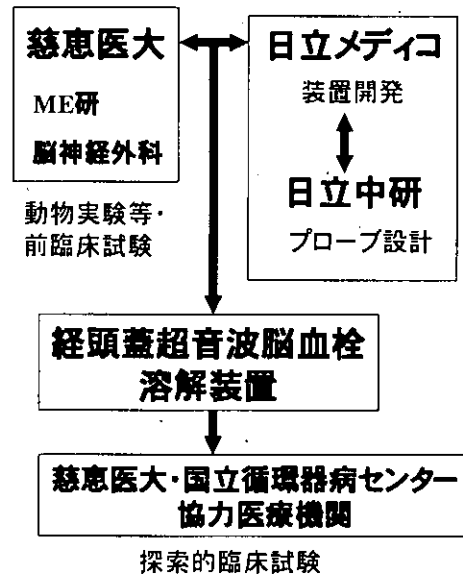 慈恵医大
ME研
脳神経外科
動物実験等・
前臨床試験
日立メディコ
装置開発
日立中研
プローブ設計
経頭蓋超音波脳血栓
溶解装置
慈恵医大・国立循環器病センター
協力医療機関
探索的臨床試験